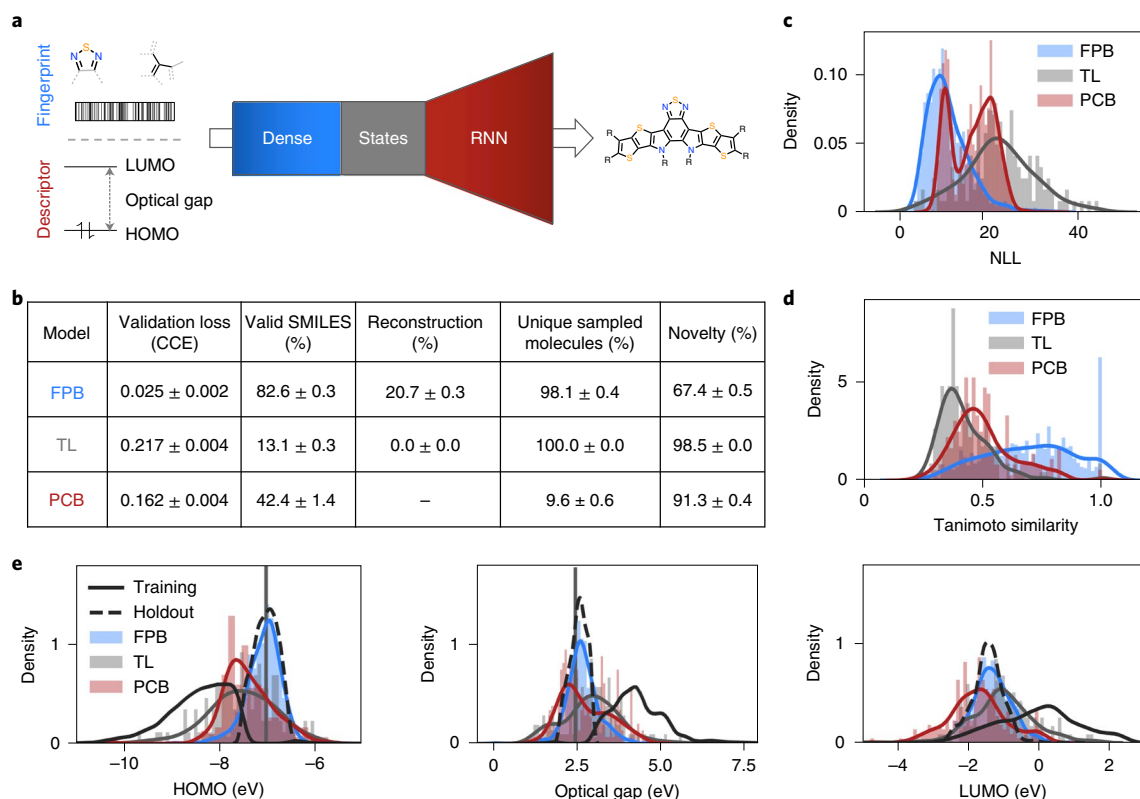 a
Fingerprint
S
N N
Descriptor
LUMO
Optical gap
HOMO
Dense
States
RNN
N S N
R S S R
R S N N S R
R R
b
Model
Validation loss (CCE)
Valid SMILES (%)
Reconstruction (%)
Unique sampled molecules (%)
Novelty (%)
FPB 0.025 ± 0.002 82.6 ± 0.3 20.7 ± 0.3 98.1 ± 0.4 67.4 ± 0.5
TL 0.217 ± 0.004 13.1 ± 0.3 0.0 ± 0.0 100.0 ± 0.0 98.5 ± 0.0
PCB 0.162 ± 0.004 42.4 ± 1.4 – 9.6 ± 0.6 91.3 ± 0.4
c
FPB
TL
PCB
Density
0.10
0.05
0
0 20 40
NLL
d
FPB
TL
PCB
Density
5
0
0 0.5 1.0
Tanimoto similarity
e
Training
Holdout
FPB
TL
PCB
Density
1
0
–10 –8 –6
HOMO (eV)
Density
1
0
0 2.5 5.0 7.5
Optical gap (eV)
Density
1
0
–4 –2 0 2
LUMO (eV)